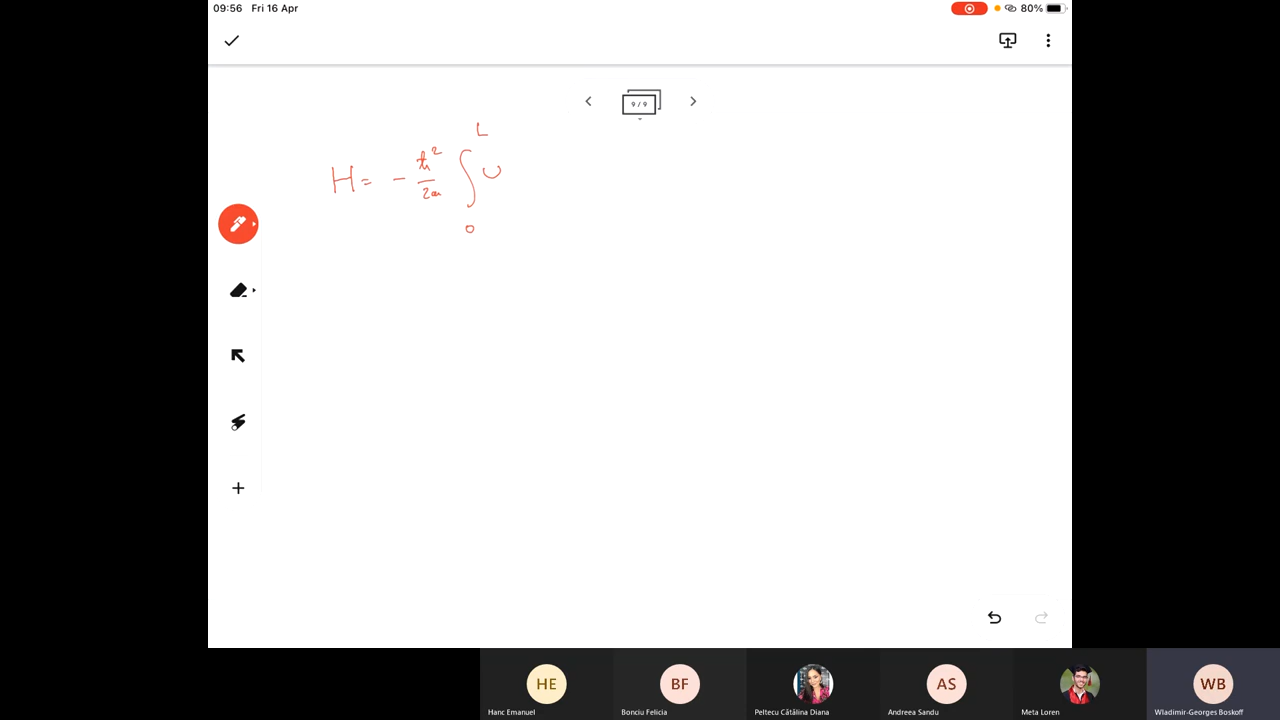 09:56 Fri 16 Apr
80%
9 / 9
L
H = - ℏ² / 2m ∫ U
0
HE
BF
AS
WB
Hanc Emanuel
Bonciu Felicia
Peltecu Cătălina Diana
Andreea Sandu
Meta Loren
Wladimir-Georges Boskoff